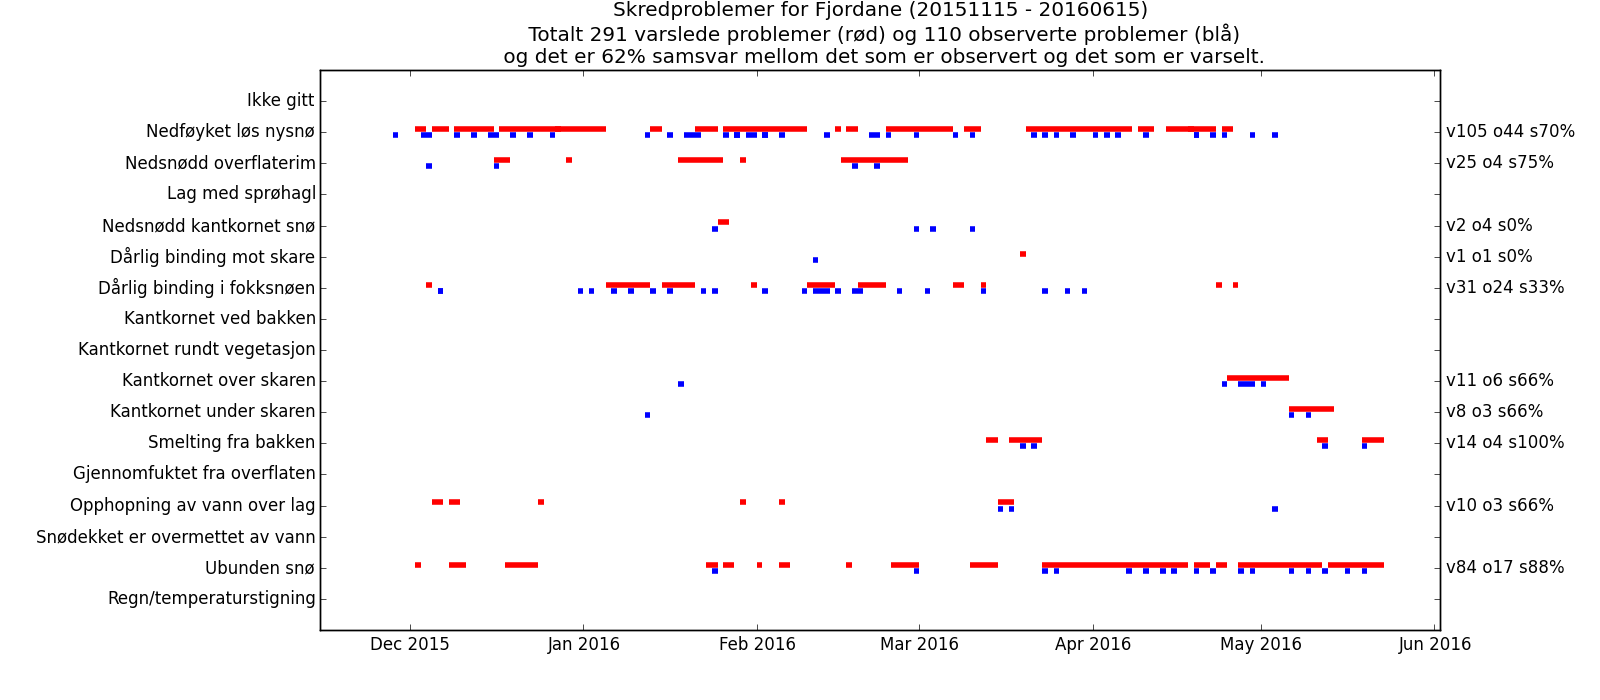 Skredproblemer for Fjordane (20151115 - 20160615)
Totalt 291 varslede problemer (rød) og 110 observerte problemer (blå)
og det er 62% samsvar mellom det som er observert og det som er varselt.
Ikke gitt
Nedføyket løs nysnø v105 o44 s70%
Nedsnødd overflaterim v25 o4 s75%
Lag med sprøhagl
Nedsnødd kantkornet snø v2 o4 s0%
Dårlig binding mot skare v1 o1 s0%
Dårlig binding i fokksnøen v31 o24 s33%
Kantkornet ved bakken
Kantkornet rundt vegetasjon
Kantkornet over skaren v11 o6 s66%
Kantkornet under skaren v8 o3 s66%
Smelting fra bakken v14 o4 s100%
Gjennomfuktet fra overflaten
Opphopning av vann over lag v10 o3 s66%
Snødekket er overmettet av vann
Ubunden snø v84 o17 s88%
Regn/temperaturstigning
Dec 2015 Jan 2016 Feb 2016 Mar 2016 Apr 2016 May 2016 Jun 2016